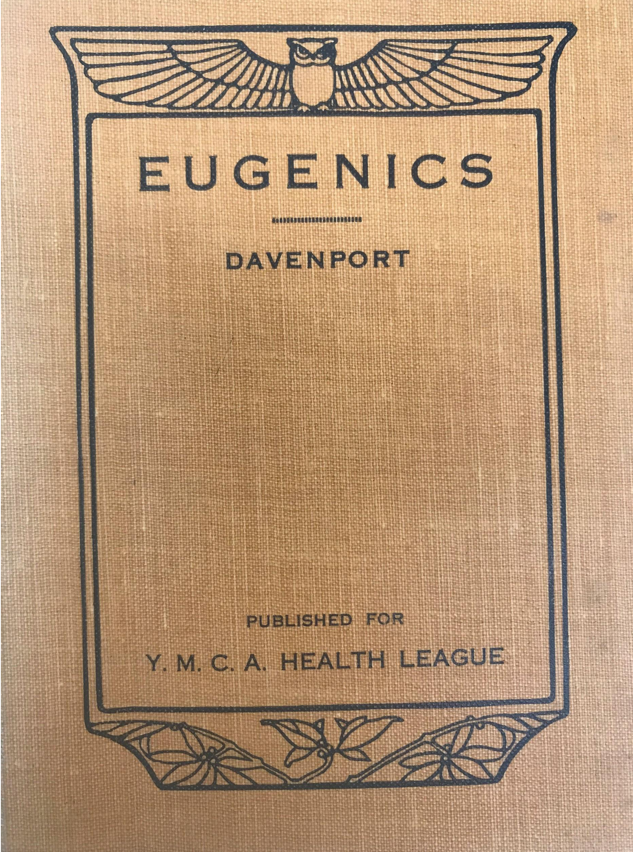 EUGENICS
DAVENPORT
PUBLISHED FOR
Y. M. C. A. HEALTH LEAGUE